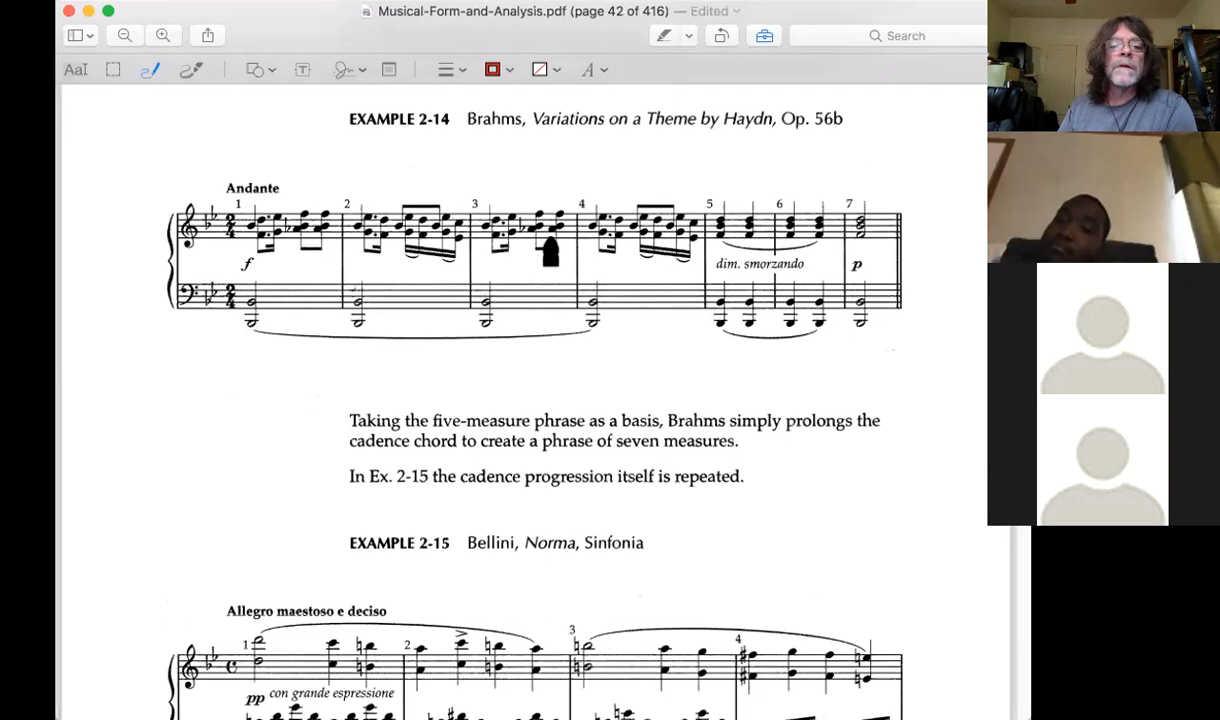 Musical-Form-and-Analysis.pdf (page 42 of 416) — Edited
Search
AaI
T
A
EXAMPLE 2-14 Brahms, Variations on a Theme by Haydn, Op. 56b
Andante
1 2 3 4 5 6 7
2 4
f
dim. smorzando
p
2 4
Taking the five-measure phrase as a basis, Brahms simply prolongs the
cadence chord to create a phrase of seven measures.
In Ex. 2-15 the cadence progression itself is repeated.
EXAMPLE 2-15 Bellini, Norma, Sinfonia
Allegro maestoso e deciso
1 2 3 4
pp con grande espressione